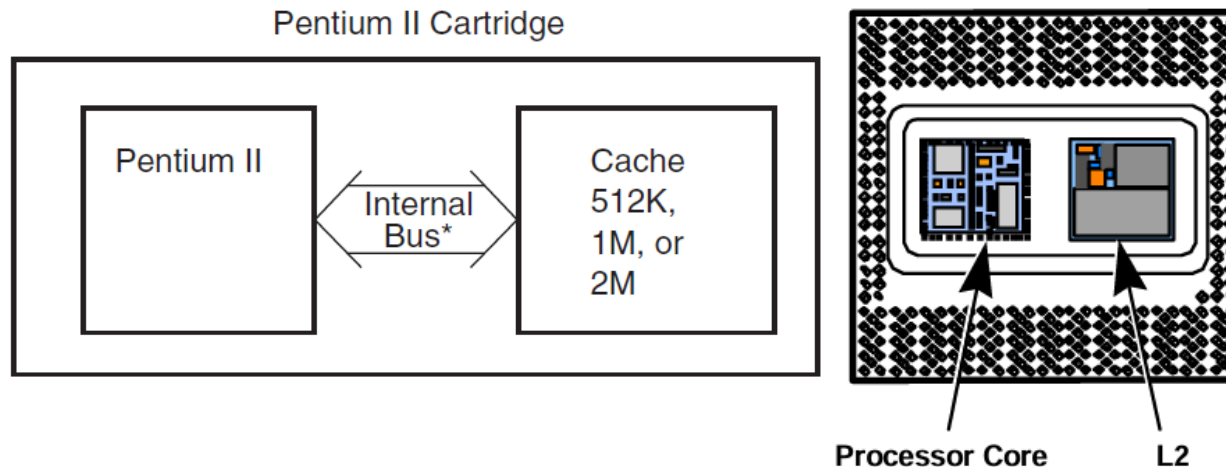 Pentium II Cartridge
Pentium II
Internal
Bus*
Cache
512K,
1M, or
2M
Processor Core
L2